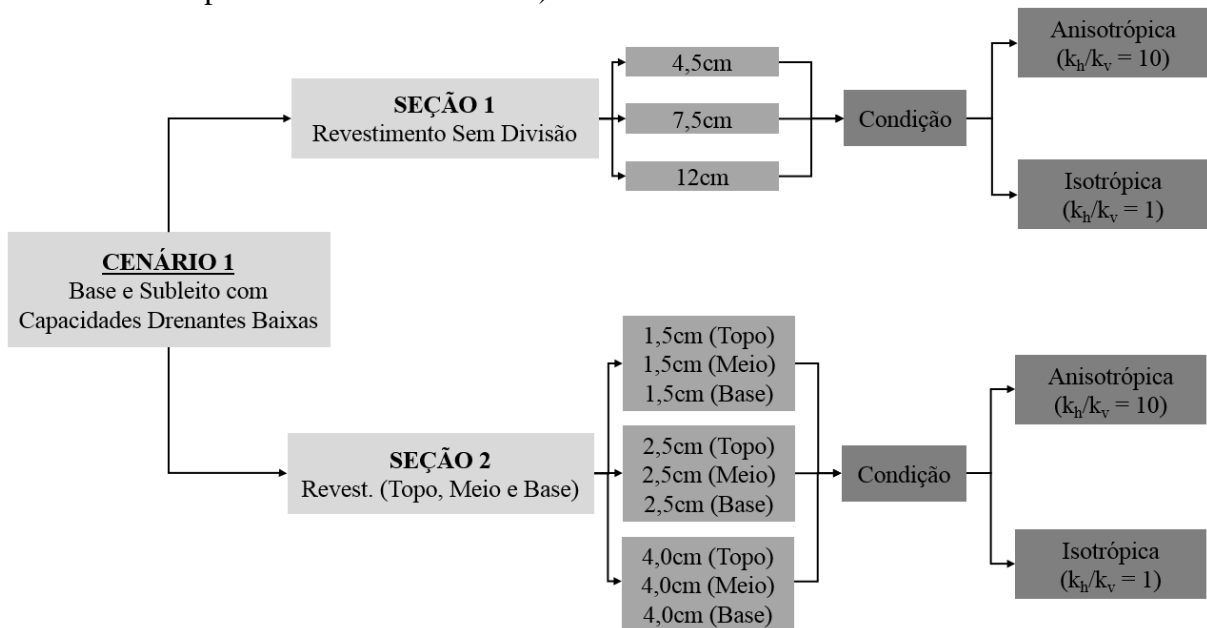 Anisotrópica
(kh/kv = 10)
4,5cm
SEÇÃO 1
Revestimento Sem Divisão
7,5cm
Condição
12cm
Isotrópica
(kh/kv = 1)
CENÁRIO 1
Base e Subleito com
Capacidades Drenantes Baixas
1,5cm (Topo)
1,5cm (Meio)
1,5cm (Base)
Anisotrópica
(kh/kv = 10)
SEÇÃO 2
Revest. (Topo, Meio e Base)
2,5cm (Topo)
2,5cm (Meio)
2,5cm (Base)
Condição
4,0cm (Topo)
4,0cm (Meio)
4,0cm (Base)
Isotrópica
(kh/kv = 1)